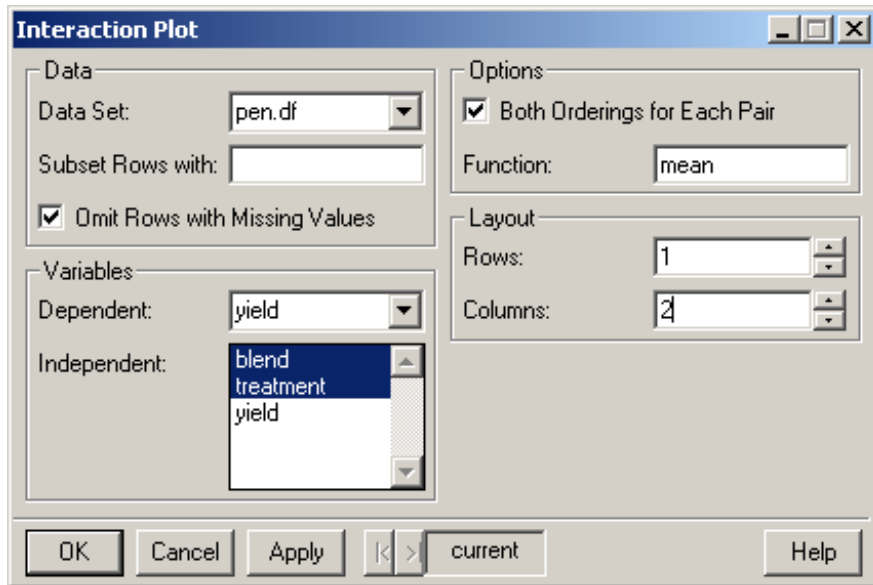 Interaction Plot
Data
Data Set: pen.df
Subset Rows with:
Omit Rows with Missing Values
Variables
Dependent: yield
Independent: blend
treatment
yield
Options
Both Orderings for Each Pair
Function: mean
Layout
Rows: 1
Columns: 2
OK Cancel Apply current Help